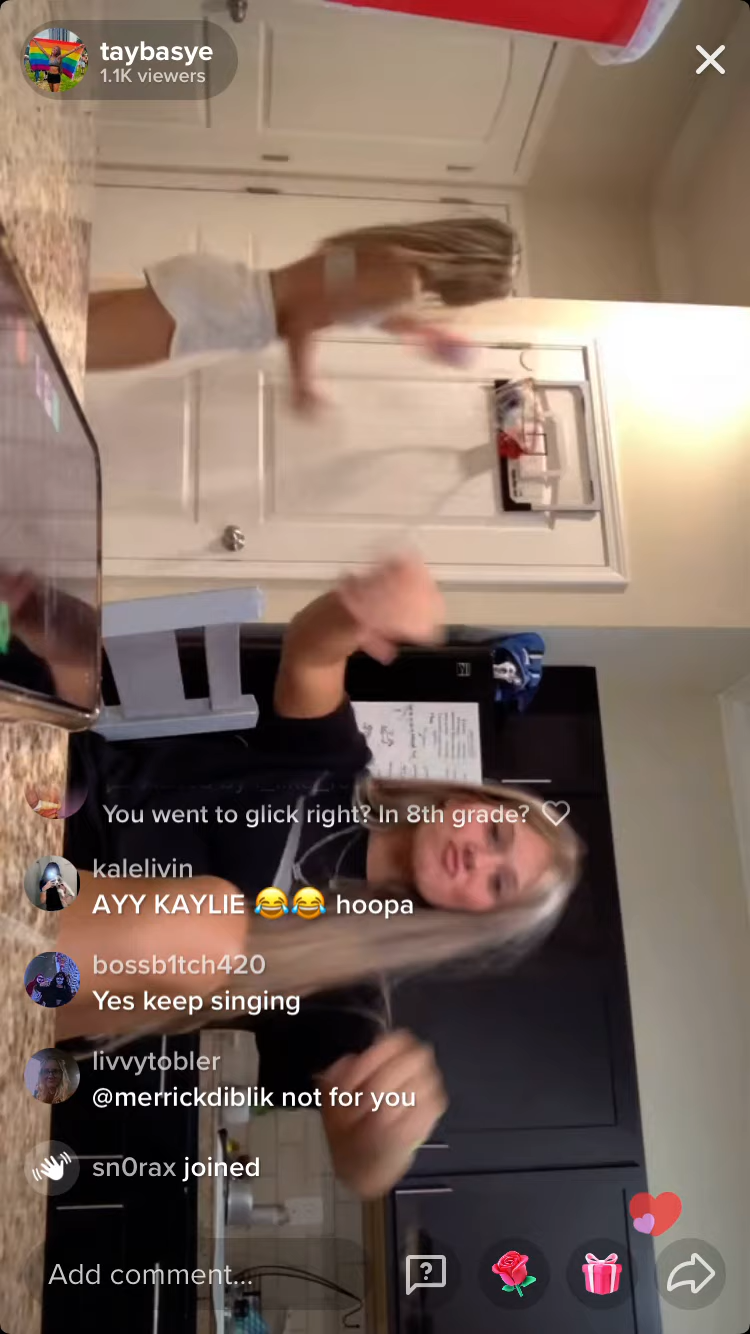 taybasye
1.1K viewers
You went to glick right? In 8th grade?
kalelivin
AYY KAYLIE 😂😂 hoopa
bossb1tch420
Yes keep singing
livvytobler
@merrickdiblik not for you
sn0rax joined
Add comment...